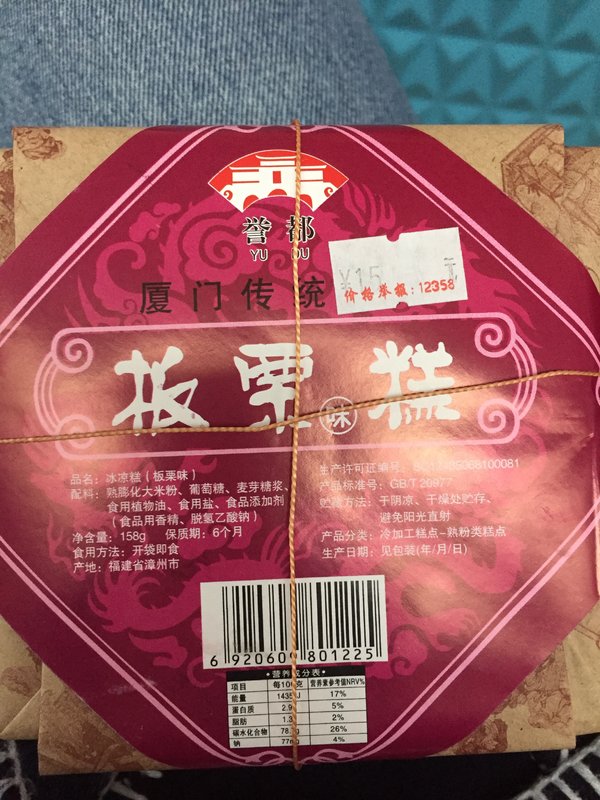 誉都
YU DU
厦门传统
¥15
价格举报:12358
板栗味糕
品名:冰凉糕(板栗味)
配料:熟膨化大米粉、葡萄糖、麦芽糖浆、
食用植物油、食用盐、食品添加剂
(食品用香精、脱氢乙酸钠)
净含量:158g 保质期:6个月
食用方法:开袋即食
产地:福建省漳州市
生产许可证编号:
产品标准号:GB/T 20977
贮藏方法:于阴凉、干燥处贮存、
避免阳光直射
产品分类:冷加工糕点-熟粉类糕点
生产日期:见包装(年/月/日)
6 920609 801225
•营养成分表•
项目 每100克 营养素参考值NRV%
能量 1435kJ 17%
蛋白质 5%
脂肪 2%
碳水化合物 26%
钠 4%